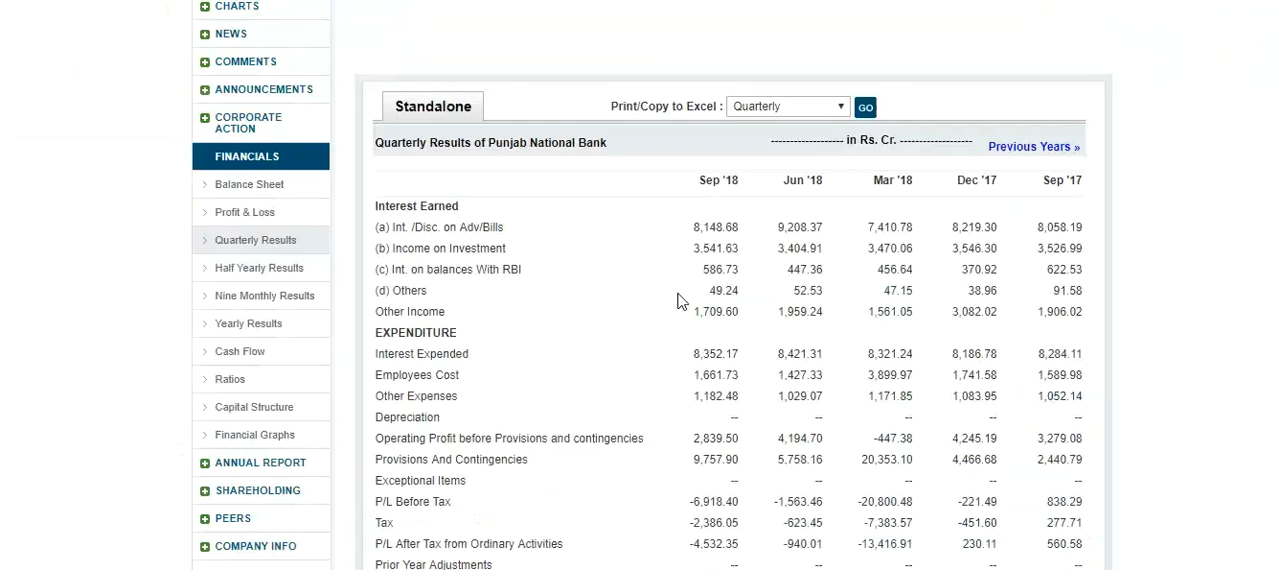 CHARTS
NEWS
COMMENTS
ANNOUNCEMENTS
CORPORATE
ACTION
FINANCIALS
Balance Sheet
Profit & Loss
Quarterly Results
Half Yearly Results
Nine Monthly Results
Yearly Results
Cash Flow
Ratios
Capital Structure
Financial Graphs
ANNUAL REPORT
SHAREHOLDING
PEERS
COMPANY INFO
Standalone Print/Copy to Excel : Quarterly GO
Quarterly Results of Punjab National Bank ------------------- in Rs. Cr. -------------------
Previous Years »
Sep '18 Jun '18 Mar '18 Dec '17 Sep '17
Interest Earned
(a) Int. /Disc. on Adv/Bills 8,148.68 9,208.37 7,410.78 8,219.30 8,058.19
(b) Income on Investment 3,541.63 3,404.91 3,470.06 3,546.30 3,526.99
(c) Int. on balances With RBI 586.73 447.36 456.64 370.92 622.53
(d) Others 49.24 52.53 47.15 38.96 91.58
Other Income 1,709.60 1,959.24 1,561.05 3,082.02 1,906.02
EXPENDITURE
Interest Expended 8,352.17 8,421.31 8,321.24 8,186.78 8,284.11
Employees Cost 1,661.73 1,427.33 3,899.97 1,741.58 1,589.98
Other Expenses 1,182.48 1,029.07 1,171.85 1,083.95 1,052.14
Depreciation -- -- -- -- --
Operating Profit before Provisions and contingencies 2,839.50 4,194.70 -447.38 4,245.19 3,279.08
Provisions And Contingencies 9,757.90 5,758.16 20,353.10 4,466.68 2,440.79
Exceptional Items -- -- -- -- --
P/L Before Tax -6,918.40 -1,563.46 -20,800.48 -221.49 838.29
Tax -2,386.05 -623.45 -7,383.57 -451.60 277.71
P/L After Tax from Ordinary Activities -4,532.35 -940.01 -13,416.91 230.11 560.58
Prior Year Adjustments -- -- -- -- --